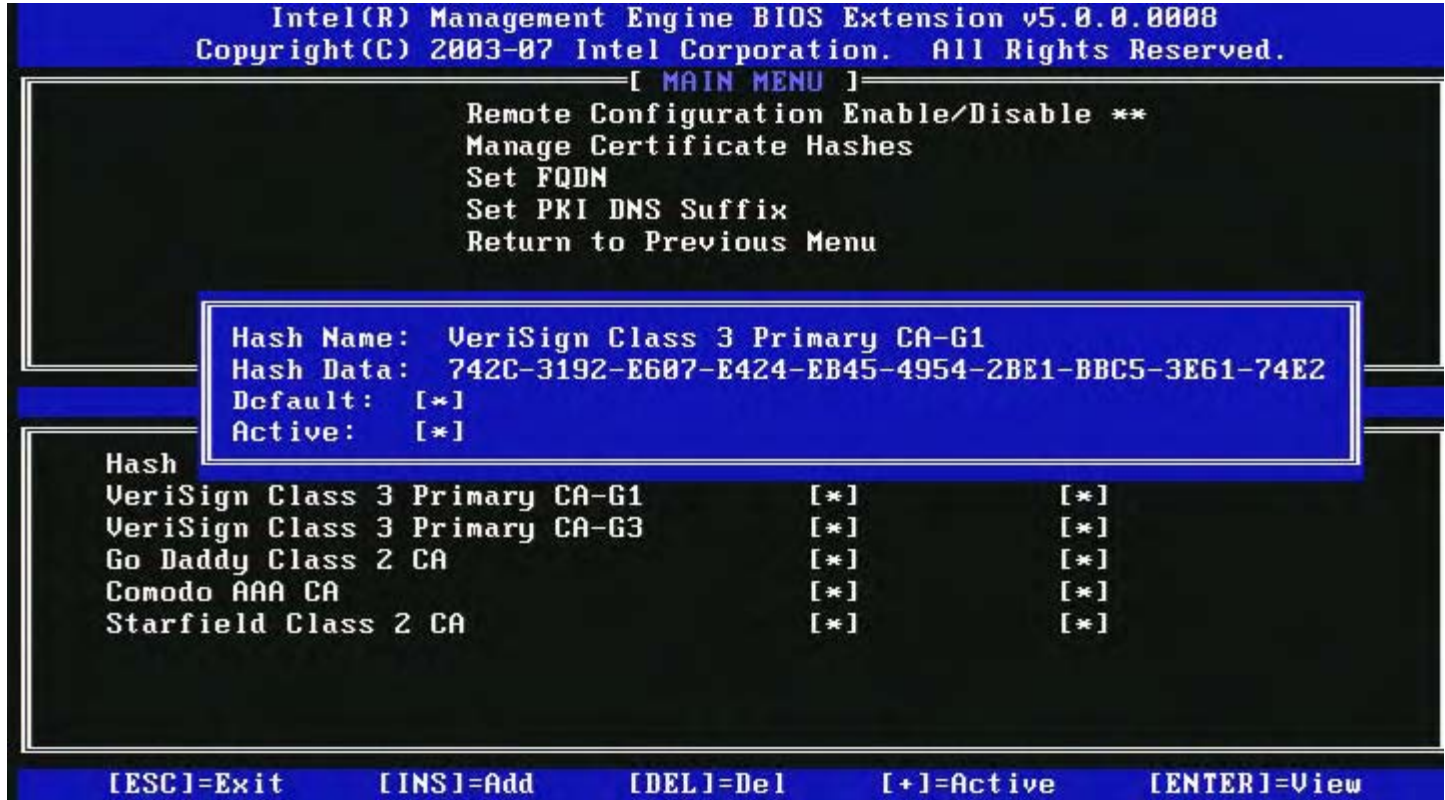 Intel(R) Management Engine BIOS Extension v5.0.0.0008
Copyright(C) 2003-07 Intel Corporation. All Rights Reserved.
[ MAIN MENU ]
Remote Configuration Enable/Disable **
Manage Certificate Hashes
Set FQDN
Set PKI DNS Suffix
Return to Previous Menu
Hash Name: VeriSign Class 3 Primary CA-G1
Hash Data: 742C-3192-E607-E424-EB45-4954-2BE1-BBC5-3E61-74E2
Default: [*]
Active: [*]
Hash
VeriSign Class 3 Primary CA-G1 [*] [*]
VeriSign Class 3 Primary CA-G3 [*] [*]
Go Daddy Class 2 CA [*] [*]
Comodo AAA CA [*] [*]
Starfield Class 2 CA [*] [*]
[ESC]=Exit [INS]=Add [DEL]=Del [+]=Active [ENTER]=View